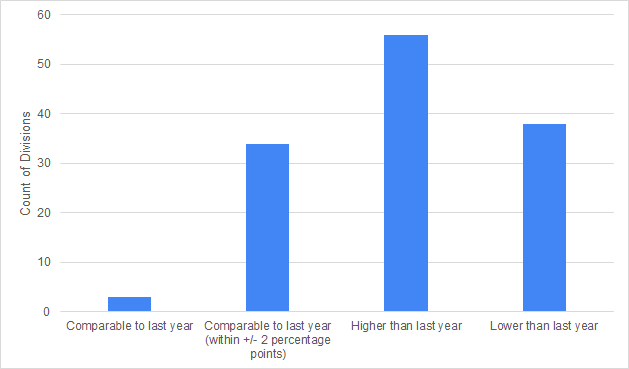 60
50
40
30
20
10
0
Count of Divisions
Comparable to last year
Comparable to last year
(within +/- 2 percentage
points)
Higher than last year
Lower than last year